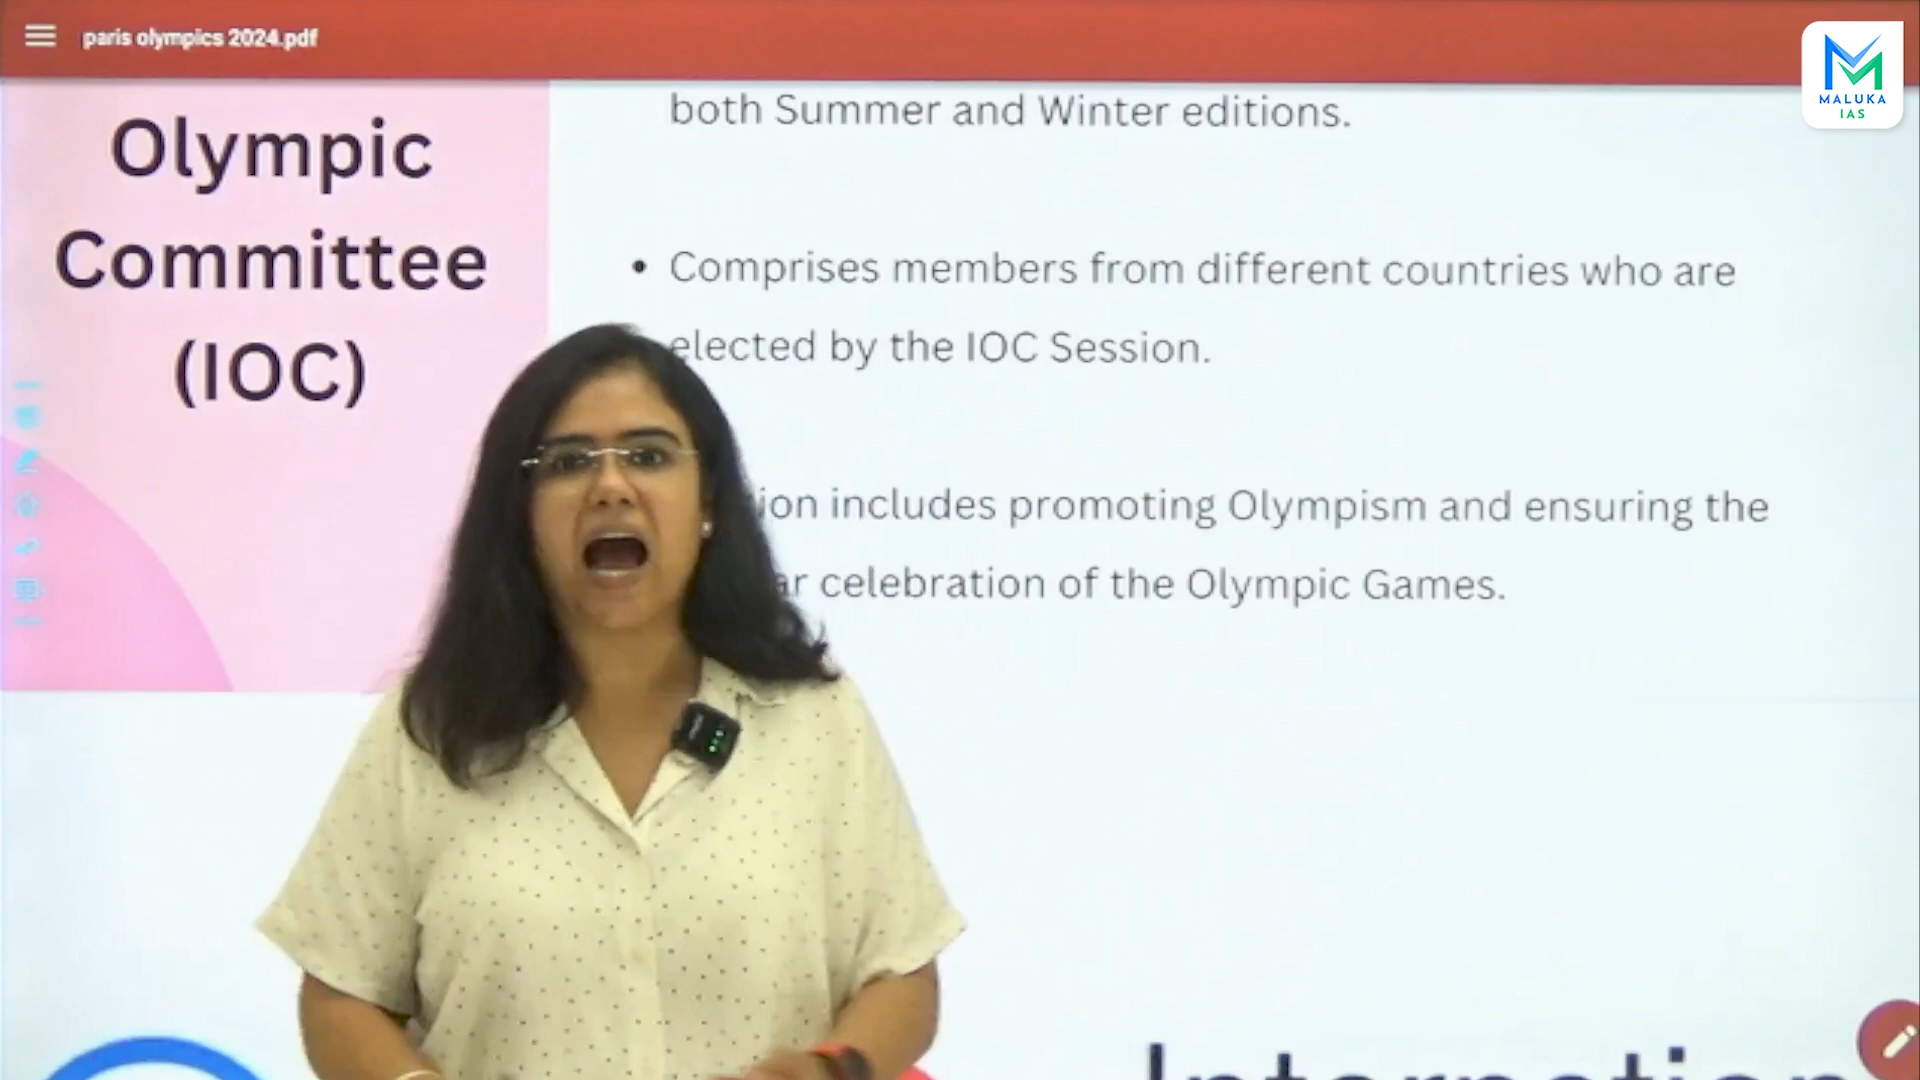 paris olympics 2024.pdf
MALUKA
IAS
Olympic
Committee
(IOC)
both Summer and Winter editions.
• Comprises members from different countries who are
elected by the IOC Session.
includes promoting Olympism and ensuring the
celebration of the Olympic Games.